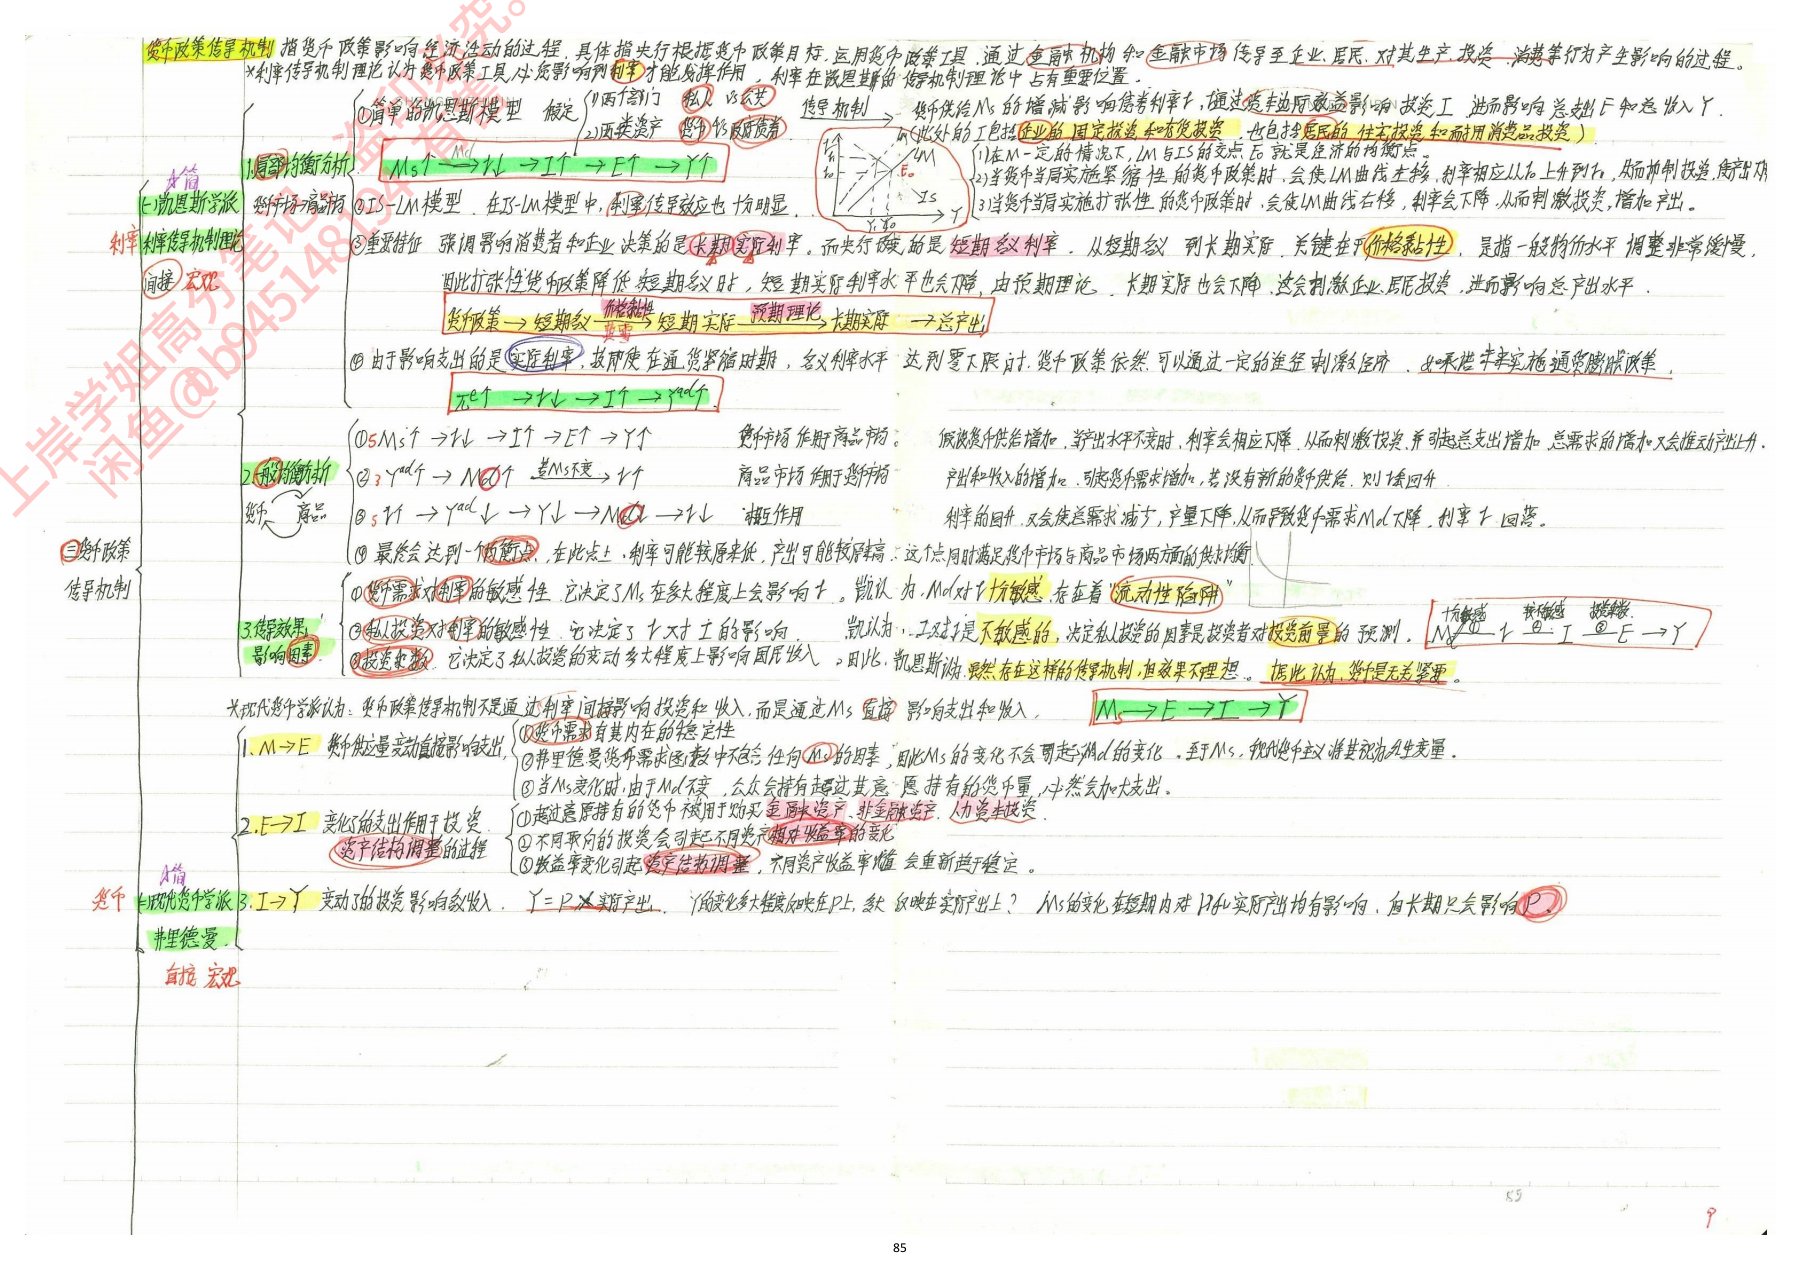 货币政策传导机制 指货币政策影响经济活动的过程,具体指央行根据货币政策目标,运用货币政策工具,通过金融机构和金融市场传导至企业、居民,对其生产、投资、消费等行为产生影响的过程。
*利率传导机制理论认为货币政策工具必须影响到利率才能发挥作用,利率在凯恩斯的传导机制理论中占有重要位置。
三货币政策传导机制
A简
(一)凯恩斯学派
利率传导机制理论
利率
间接 宏观
1.局部均衡分析
货币市场→商品市场
①简单的凯恩斯模型 假定
1)两个部门 私人 vs 公共
2)两类资产 货币 vs 政府债券
传导机制
货币供给Ms的增减影响信贷利率r,通过资本边际效益影响投资I,进而影响总支出E和总收入Y.
(此处的I包括企业的固定投资和存货投资,也包括居民的住宅投资和耐用消费品投资)
Ms↑ Md→ r↓ → I↑ → E↑ → Y↑
r LM' LM E₀ IS Y
②IS-LM模型 在IS-LM模型中,利率传导效应也十分明显.
1)在M一定的情况下,LM与IS的交点E₀就是经济的均衡点。
2)当货币当局实施紧缩性的货币政策时,会使LM曲线左移,利率相应从r₀上升到r₁,从而抑制投资,使产出
3)当货币当局实施扩张性的货币政策时,会使LM曲线右移,利率会下降,从而刺激投资,增加产出。
③重要特征 强调影响消费者和企业决策的是长期实际利率。而央行调的是短期名义利率,从短期名义到长期实际,关键在于价格黏性,是指一般物价水平调整非常缓慢,
因此扩张性货币政策降低短期名义时,短期实际利率水平也会下降,由预期理论,长期实际也会下降,这会刺激企业、居民投资,进而影响总产出水平.
货币政策→短期名义 价格黏性→短期实际 预期理论→长期实际→总产出
④由于影响支出的是实际利率,故即使在通货紧缩时期,名义利率水平达到零下限时,货币政策依然可以通过一定的途径刺激经济,如承诺未来实施通货膨胀政策.
πe↑ → r↓ → I↑ → Yad↑.
2.一般均衡分析
货币 商品
①Ms↑ → r↓ → I↑ → E↑ → Y↑ 货币市场作用于商品市场。 假设货币供给增加,当产出水平不变时,利率会相应下降,从而刺激投资,并引起总支出增加,总需求的增加又会推动产出上升.
②Yad↑ → Md↑ 若Ms不变→ r↑ 商品市场作用于货币市场 产出和收入的增加,引起货币需求增加,若没有新的货币供给,则r会回升
③r↑ → Yad↓ → Y↓ → Md↓ → r↓ 相互作用 利率的回升,又会使总需求减少,产量下降,从而导致货币需求Md下降,利率r回落。
④最终会达到一个均衡点,在此点上,利率可能较原来低,产出可能较原来高,这个点同时满足货币市场与商品市场两方面的供求均衡
3.传导效果
影响因素
①货币需求对利率的敏感性,它决定了Ms在多大程度上会影响r。凯认为,Md对r十分敏感,存在着"流动性陷阱"
②私人投资对利率的敏感性,它决定了r对I的影响. 凯认为,I对r是不敏感的,决定私人投资的因素是投资者对投资前景的预测.
③投资乘数,它决定了私人投资的变动多大程度上影响国民收入,因此,凯恩斯认为虽然存在这样的传导机制,但效果不理想。据此认为,货币是无关紧要。
十分敏感 较不敏感 投资乘数
M ①→ r ②→ I ③→ E → Y
*现代货币学派认为:货币政策传导机制不是通过利率间接影响投资和收入,而是通过Ms直接影响支出和收入.
Ms → E → I → Y
货币
A简
(二)现代货币学派
弗里德曼.
直接 宏观
1. M→E 货币供应量变动直接影响支出,
①货币需求有其内在的稳定性
②弗里德曼货币需求函数中不包含任何Ms的因素,因此Ms的变化不会引起Md的变化.至于Ms,现代货币主义将其视为外生变量.
③当Ms变化时,由于Md不变,公众会持有超过其意愿持有的货币量,必然会加大支出。
2. E→I 变化了的支出作用于投资
资产结构调整的过程
①超过意愿持有的货币被用于购买金融资产、非金融资产、人力资本投资.
②不同取向的投资会引起不同资产相对收益率的变化
③收益率变化引起资产结构调整,不同资产收益率值会重新趋于稳定。
3. I→Y 变动了的投资影响名义收入. Y=P×实际产出. Y的变化多大程度反映在P上,多大反映在实际产出上? Ms的变化在短期内对P和实际产出均有影响,但长期只会影响P.
上岸学姐高分笔记
闲鱼@b945148194
盗印必究。
85
85